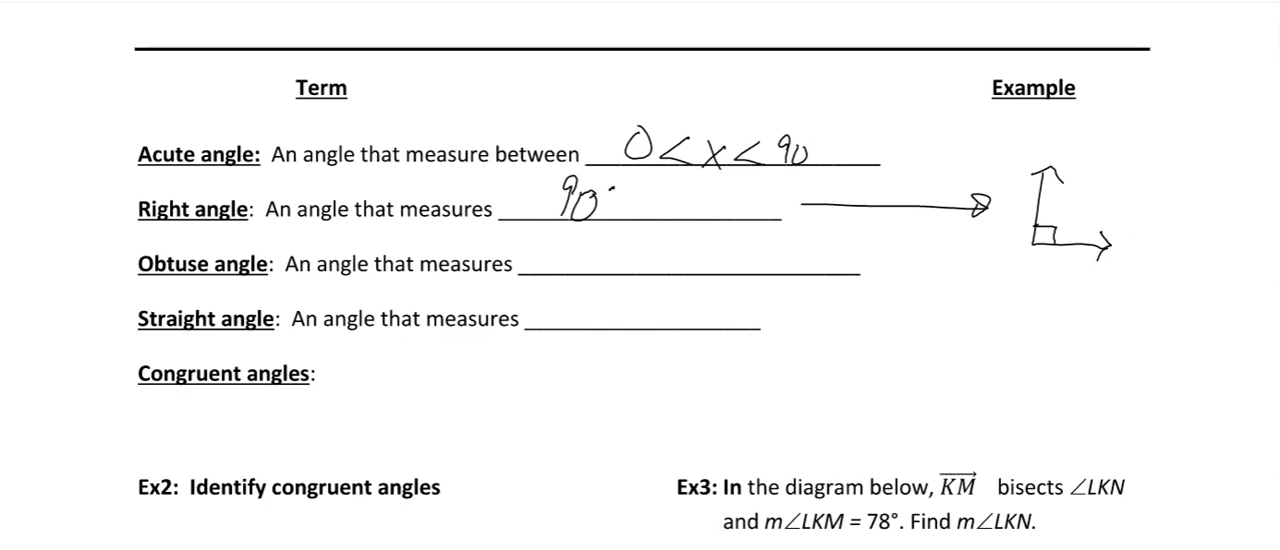 Term Example
Acute angle: An angle that measure between 0 < x < 90
Right angle: An angle that measures 90°
Obtuse angle: An angle that measures
Straight angle: An angle that measures
Congruent angles:
Ex2: Identify congruent angles
Ex3: In the diagram below, KM bisects ∠LKN
and m∠LKM = 78°. Find m∠LKN.